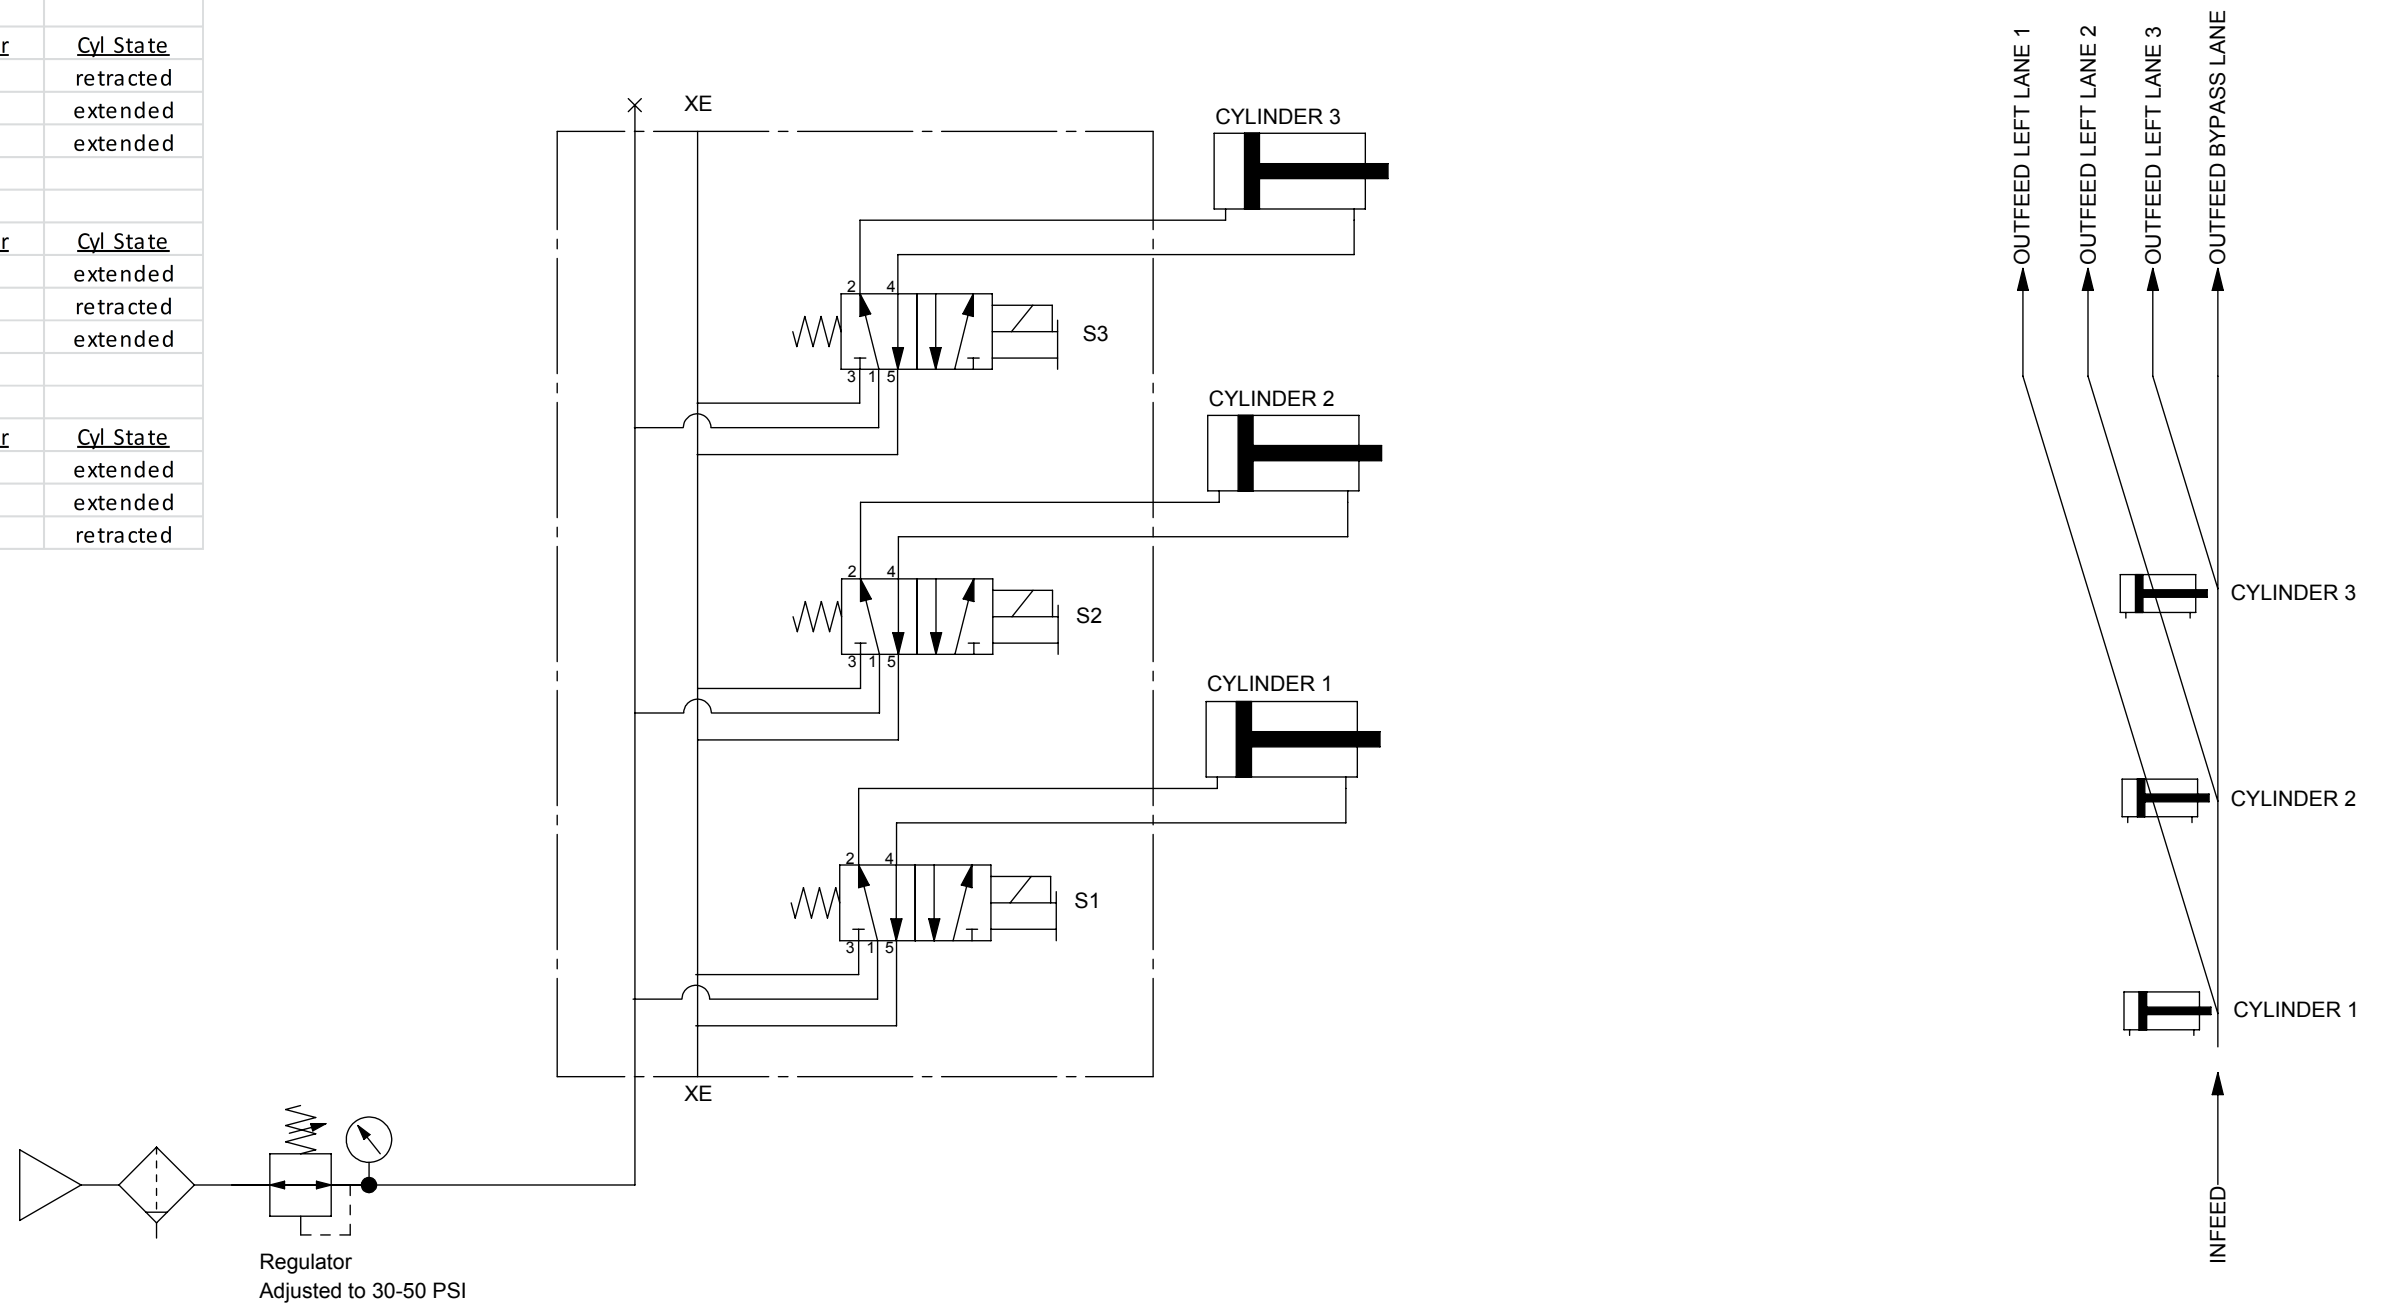 r Cyl State
retracted
extended
extended
r Cyl State
extended
retracted
extended
r Cyl State
extended
extended
retracted
XE
CYLINDER 3
2 4
S3
3 1 5
CYLINDER 2
2 4
S2
3 1 5
CYLINDER 1
2 4
S1
3 1 5
XE
Regulator
Adjusted to 30-50 PSI
OUTFEED LEFT LANE 1
OUTFEED LEFT LANE 2
OUTFEED LEFT LANE 3
OUTFEED BYPASS LANE
CYLINDER 3
CYLINDER 2
CYLINDER 1
INFEED